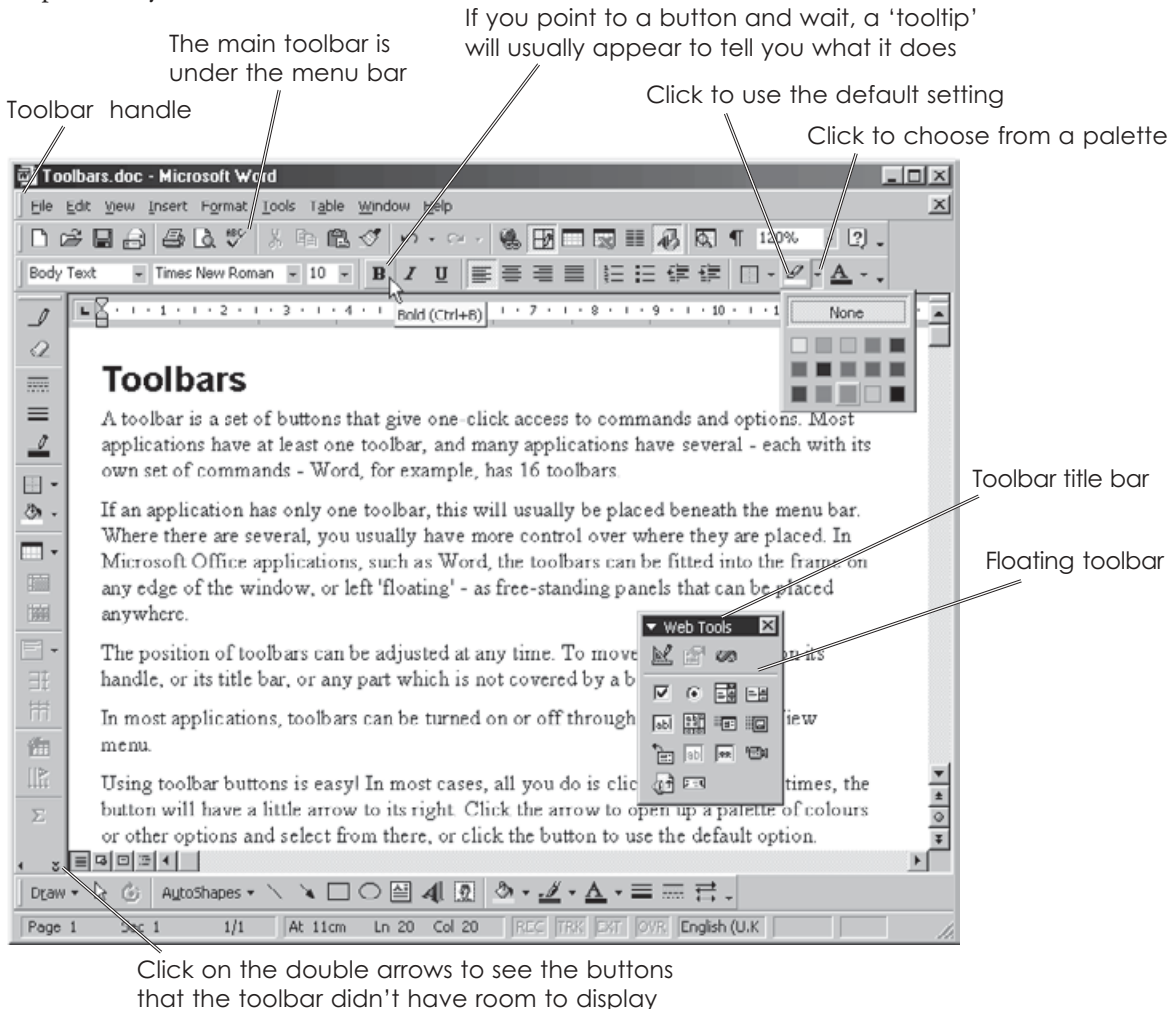 If you point to a button and wait, a ‘tooltip’
will usually appear to tell you what it does
The main toolbar is
under the menu bar
Click to use the default setting
Toolbar handle
Click to choose from a palette
Toolbars.doc - Microsoft Word
File Edit View Insert Format Tools Table Window Help
120%
Body Text Times New Roman 10 B I U A
1 2 3 4 7 8 9 10 1
Bold (Ctrl+B)
None
Toolbars
A toolbar is a set of buttons that give one-click access to commands and options. Most
applications have at least one toolbar, and many applications have several - each with its
own set of commands - Word, for example, has 16 toolbars.
Toolbar title bar
If an application has only one toolbar, this will usually be placed beneath the menu bar.
Where there are several, you usually have more control over where they are placed. In
Microsoft Office applications, such as Word, the toolbars can be fitted into the frame on
any edge of the window, or left 'floating' - as free-standing panels that can be placed
anywhere.
Floating toolbar
Web Tools
The position of toolbars can be adjusted at any time. To move on its
handle, or its title bar, or any part which is not covered by a b
In most applications, toolbars can be turned on or off through iew
menu.
Using toolbar buttons is easy! In most cases, all you do is clic times, the
button will have a little arrow to its right. Click the arrow to open up a palette of colours
or other options and select from there, or click the button to use the default option.
Draw AutoShapes A
Page 1 Sec 1 1/1 At 11cm Ln 20 Col 20 REC TRK EXT OVR English (U.K
Click on the double arrows to see the buttons
that the toolbar didn’t have room to display